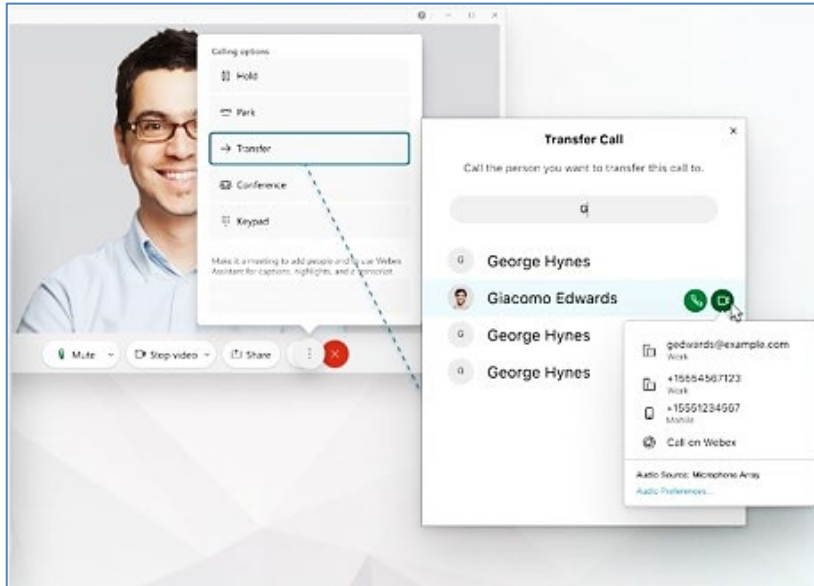 Calling options
Hold
Park
Transfer
Conference
Keypad
Make it a meeting to add people and to use Webex
Assistant for captions, highlights, and a transcript
Mute
Stop video
Share
Transfer Call
Call the person you want to transfer this call to.
G
G George Hynes
Giacomo Edwards
G George Hynes
G George Hynes
gedwards@example.com
Work
+15554567123
Work
+15551234567
Mobile
Call on Webex
Audio Source: Microphone Array
Audio Preferences...